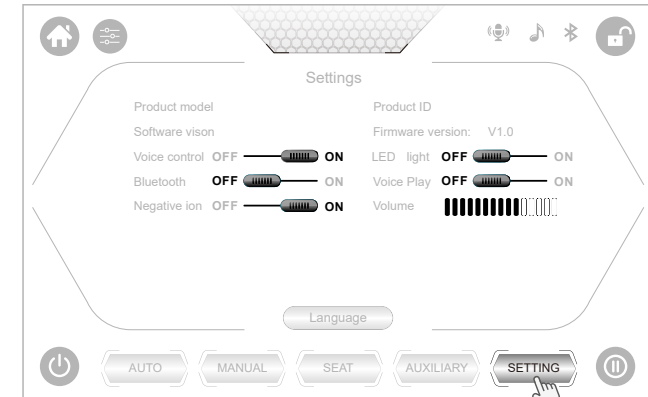 Settings
Product model Product ID
Software vison Firmware version: V1.0
Voice control OFF ON LED light OFF ON
Bluetooth OFF ON Voice Play OFF ON
Negative ion OFF ON Volume
Language
AUTO MANUAL SEAT AUXILIARY SETTING